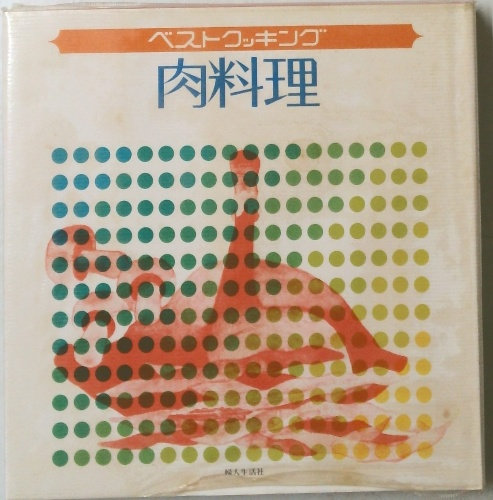 ベストクッキング
肉料理
婦人生活社